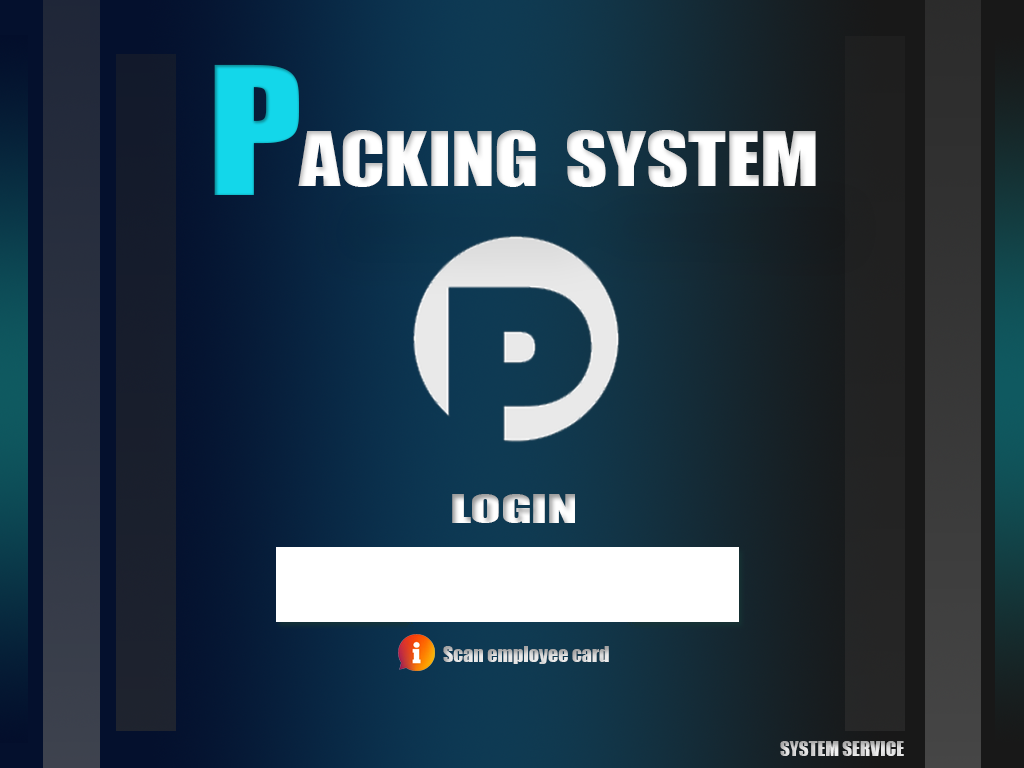 PACKING SYSTEM
P
LOGIN
Scan employee card
SYSTEM SERVICE